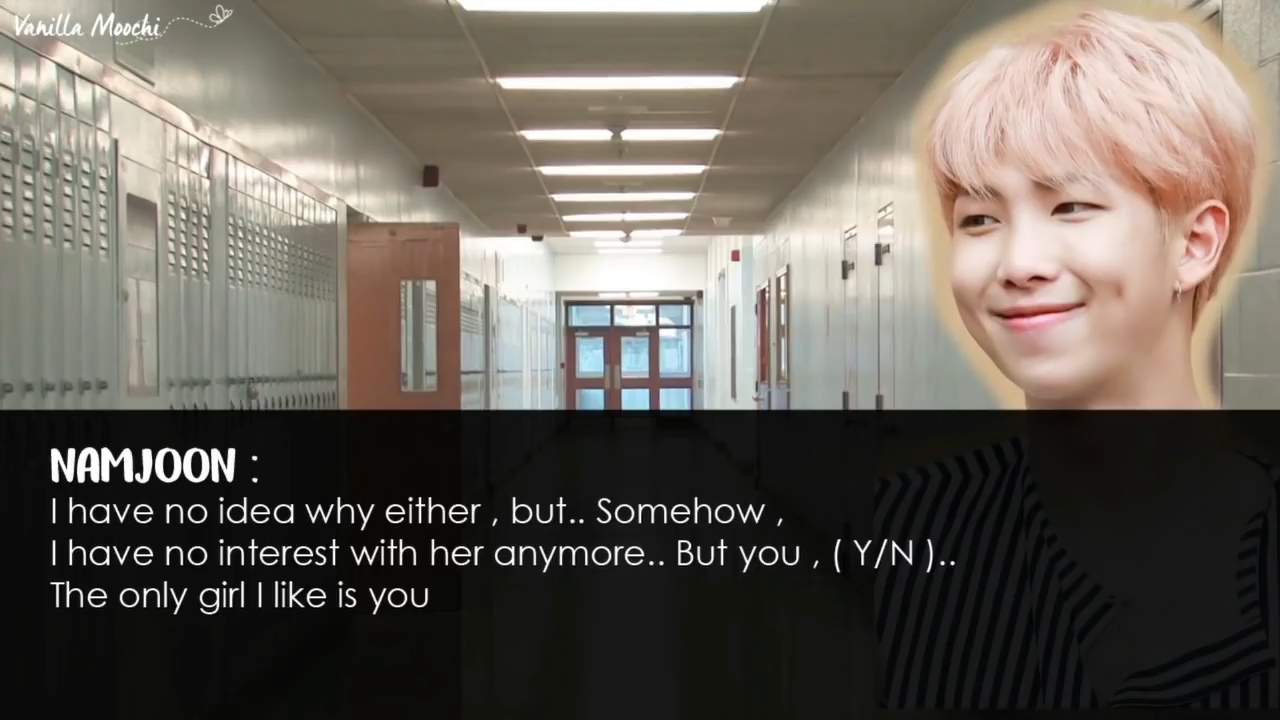 Vanilla Moochi
NAMJOON :
I have no idea why either , but.. Somehow ,
I have no interest with her anymore.. But you , ( Y/N )..
The only girl I like is you